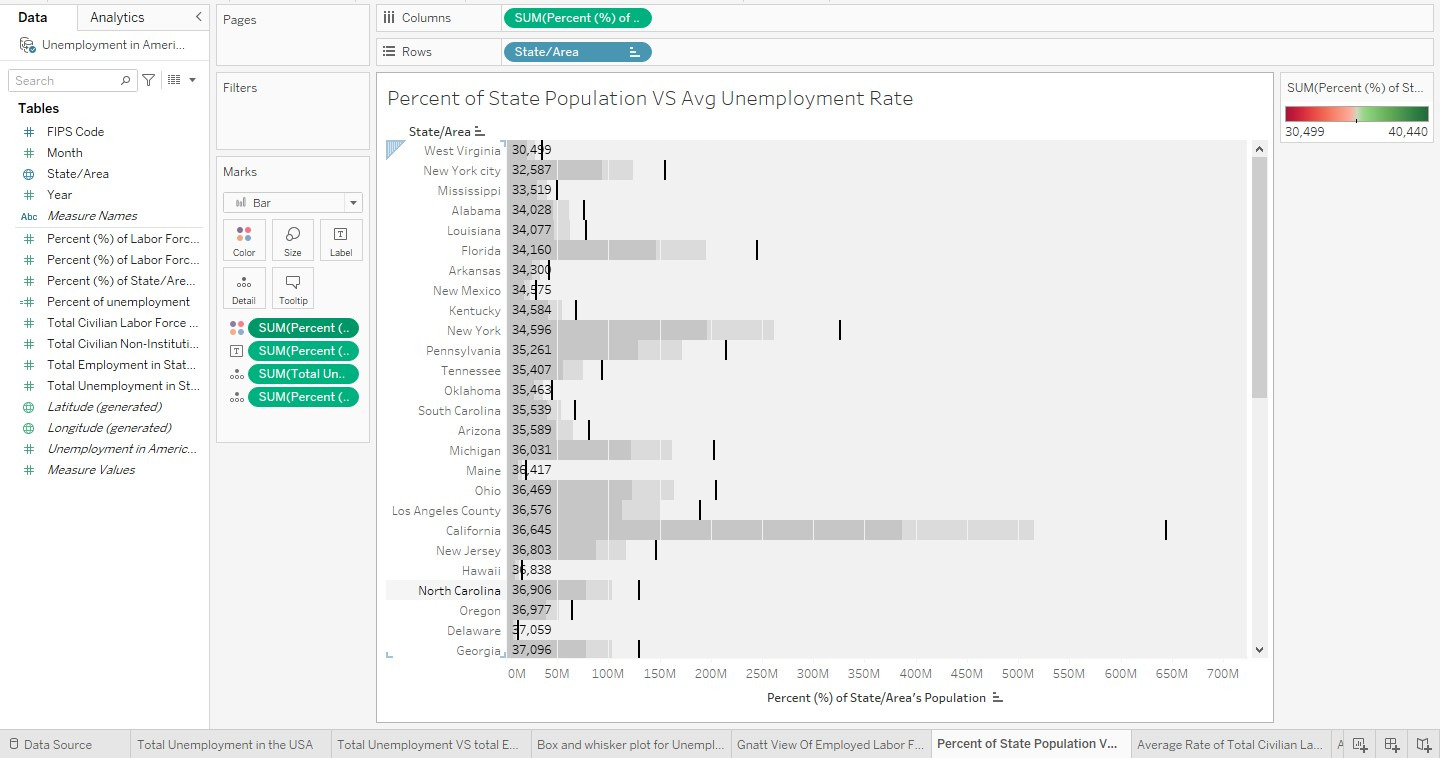 Data
Analytics
Unemployment in Ameri...
Search
Tables
FIPS Code
Month
State/Area
Year
Abc Measure Names
Percent (%) of Labor Forc...
Percent (%) of Labor Forc...
Percent (%) of State/Are...
Percent of unemployment
Total Civilian Labor Force ...
Total Civilian Non-Instituti...
Total Employment in Stat...
Total Unemployment in St...
Latitude (generated)
Longitude (generated)
Unemployment in Americ...
Measure Values
Pages
Filters
Marks
Bar
Color
Size
Label
Detail
Tooltip
SUM(Percent (..
SUM(Percent (..
SUM(Total Un..
SUM(Percent (..
Columns
SUM(Percent (%) of ..
Rows
State/Area
Percent of State Population VS Avg Unemployment Rate
State/Area
West Virginia 30,499
New York city 32,587
Mississippi 33,519
Alabama 34,028
Louisiana 34,077
Florida 34,160
Arkansas 34,300
New Mexico
Kentucky 34,584
New York 34,596
Pennsylvania 35,261
Tennessee 35,407
Oklahoma 35,463
South Carolina 35,539
Arizona 35,589
Michigan 36,031
Maine 36,417
Ohio 36,469
Los Angeles County 36,576
California 36,645
New Jersey 36,803
Hawaii 36,838
North Carolina 36,906
Oregon 36,977
Delaware 37,059
Georgia 37,096
0M 50M 100M 150M 200M 250M 300M 350M 400M 450M 500M 550M 600M 650M 700M
Percent (%) of State/Area's Population
SUM(Percent (%) of St...
30,499 40,440
Data Source
Total Unemployment in the USA
Total Unemployment VS total E...
Box and whisker plot for Unempl...
Gnatt View Of Employed Labor F...
Percent of State Population V...
Average Rate of Total Civilian La...